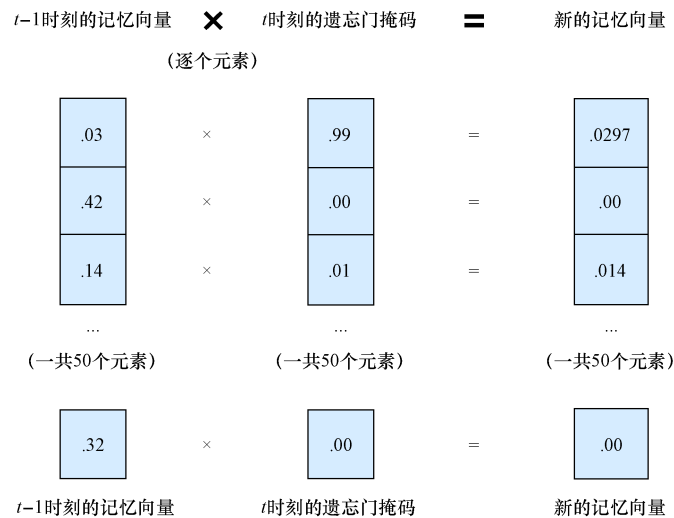 t−1时刻的记忆向量 × t时刻的遗忘门掩码 = 新的记忆向量
(逐个元素)
.03 × .99 = .0297
.42 × .00 = .00
.14 × .01 = .014
... ... ...
(一共50个元素) (一共50个元素) (一共50个元素)
.32 × .00 = .00
t−1时刻的记忆向量 t时刻的遗忘门掩码 新的记忆向量